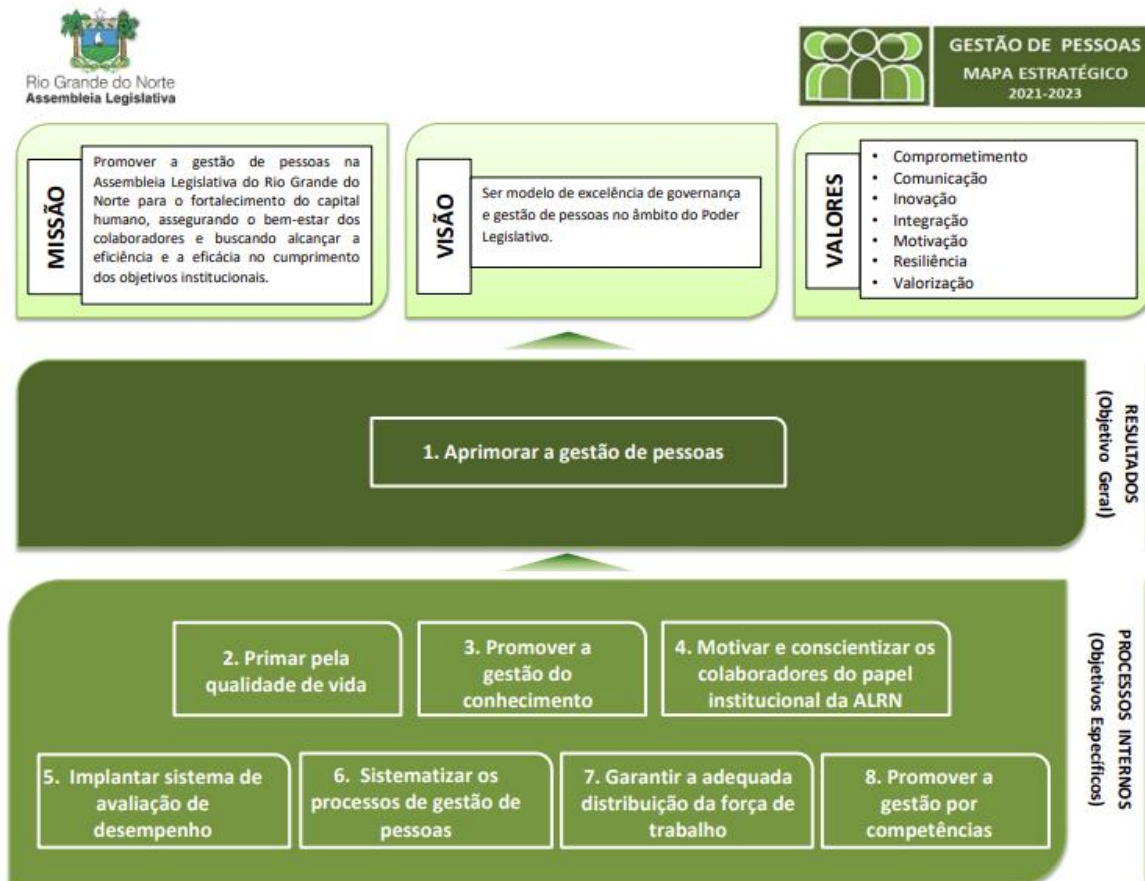 Rio Grande do Norte
Assembleia Legislativa
GESTÃO DE PESSOAS
MAPA ESTRATÉGICO
2021-2023
MISSÃO
Promover a gestão de pessoas na
Assembleia Legislativa do Rio Grande do
Norte para o fortalecimento do capital
humano, assegurando o bem-estar dos
colaboradores e buscando alcançar a
eficiência e a eficácia no cumprimento
dos objetivos institucionais.
VISÃO
Ser modelo de excelência de governança
e gestão de pessoas no âmbito do Poder
Legislativo.
VALORES
• Comprometimento
• Comunicação
• Inovação
• Integração
• Motivação
• Resiliência
• Valorização
1. Aprimorar a gestão de pessoas
RESULTADOS
(Objetivo Geral)
2. Primar pela
qualidade de vida
3. Promover a
gestão do
conhecimento
4. Motivar e conscientizar os
colaboradores do papel
institucional da ALRN
5. Implantar sistema de
avaliação de
desempenho
6. Sistematizar os
processos de gestão de
pessoas
7. Garantir a adequada
distribuição da força de
trabalho
8. Promover a
gestão por
competências
PROCESSOS INTERNOS
(Objetivos Específicos)